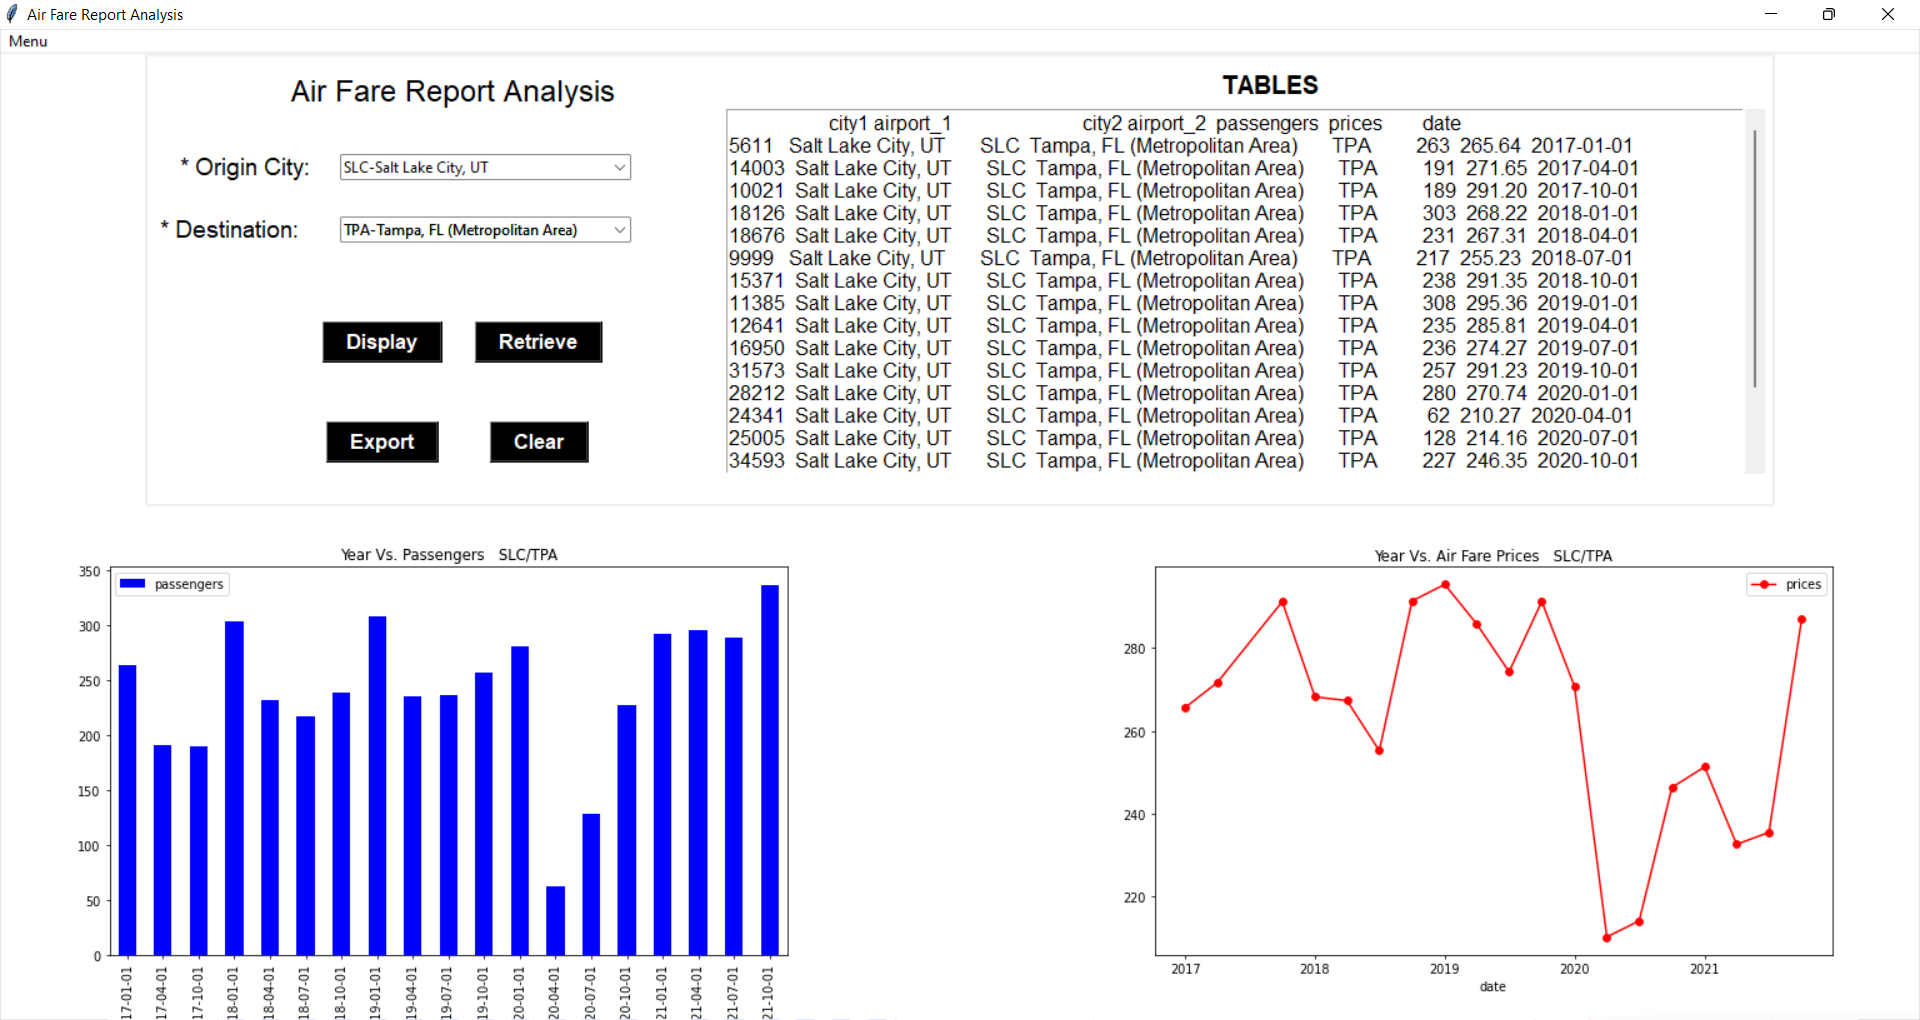 Air Fare Report Analysis
Menu
Air Fare Report Analysis
* Origin City: SLC-Salt Lake City, UT
* Destination: TPA-Tampa, FL (Metropolitan Area)
Display Retrieve
Export Clear
TABLES
city1 airport_1 city2 airport_2 passengers prices date
5611 Salt Lake City, UT SLC Tampa, FL (Metropolitan Area) TPA 263 265.64 2017-01-01
14003 Salt Lake City, UT SLC Tampa, FL (Metropolitan Area) TPA 191 271.65 2017-04-01
10021 Salt Lake City, UT SLC Tampa, FL (Metropolitan Area) TPA 189 291.20 2017-10-01
18126 Salt Lake City, UT SLC Tampa, FL (Metropolitan Area) TPA 303 268.22 2018-01-01
18676 Salt Lake City, UT SLC Tampa, FL (Metropolitan Area) TPA 231 267.31 2018-04-01
9999 Salt Lake City, UT SLC Tampa, FL (Metropolitan Area) TPA 217 255.23 2018-07-01
15371 Salt Lake City, UT SLC Tampa, FL (Metropolitan Area) TPA 238 291.35 2018-10-01
11385 Salt Lake City, UT SLC Tampa, FL (Metropolitan Area) TPA 308 295.36 2019-01-01
12641 Salt Lake City, UT SLC Tampa, FL (Metropolitan Area) TPA 235 285.81 2019-04-01
16950 Salt Lake City, UT SLC Tampa, FL (Metropolitan Area) TPA 236 274.27 2019-07-01
31573 Salt Lake City, UT SLC Tampa, FL (Metropolitan Area) TPA 257 291.23 2019-10-01
28212 Salt Lake City, UT SLC Tampa, FL (Metropolitan Area) TPA 280 270.74 2020-01-01
24341 Salt Lake City, UT SLC Tampa, FL (Metropolitan Area) TPA 62 210.27 2020-04-01
25005 Salt Lake City, UT SLC Tampa, FL (Metropolitan Area) TPA 128 214.16 2020-07-01
34593 Salt Lake City, UT SLC Tampa, FL (Metropolitan Area) TPA 227 246.35 2020-10-01
Year Vs. Passengers SLC/TPA
passengers
350
300
250
200
150
100
50
0
17-01-01
17-04-01
17-10-01
18-01-01
18-04-01
18-07-01
18-10-01
19-01-01
19-04-01
19-07-01
19-10-01
20-01-01
20-04-01
20-07-01
20-10-01
21-01-01
21-04-01
21-07-01
21-10-01
Year Vs. Air Fare Prices SLC/TPA
prices
280
260
240
220
2017 2018 2019 2020 2021
date